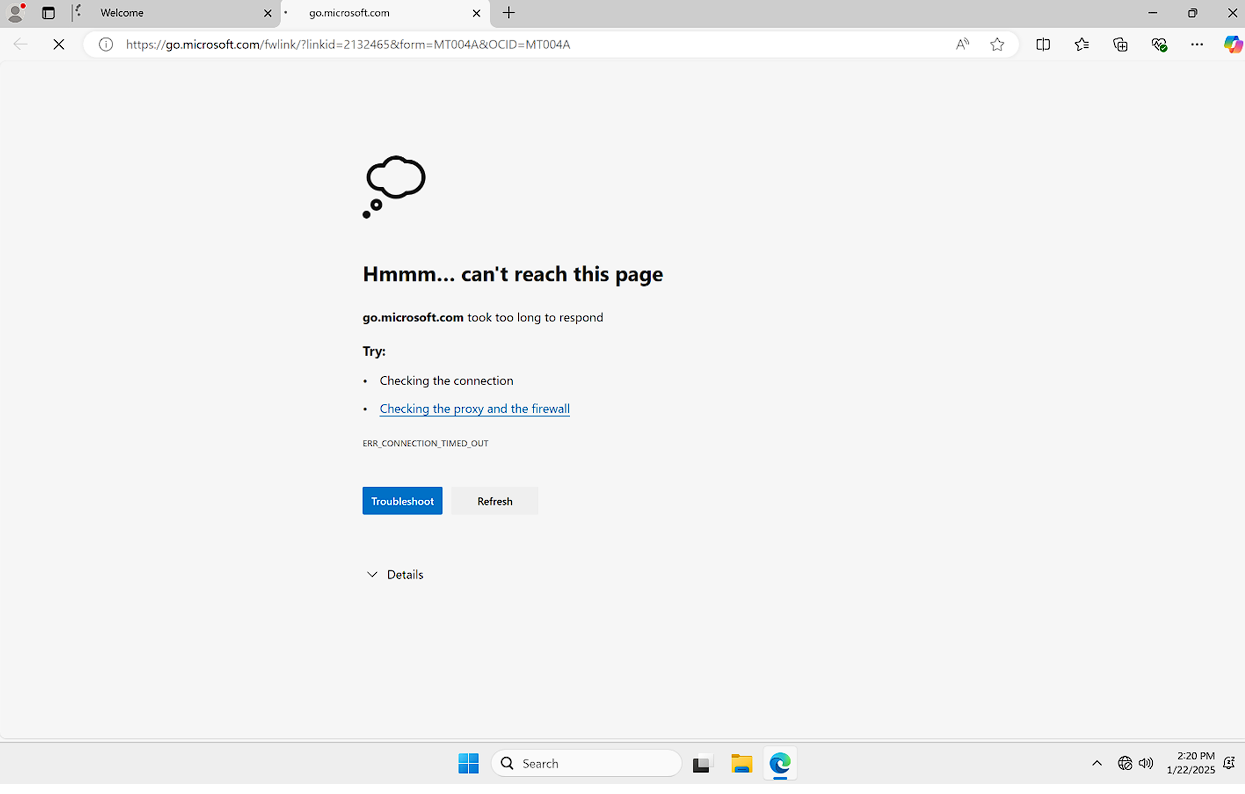 Welcome
go.microsoft.com
https://go.microsoft.com/fwlink/?linkid=2132465&form=MT004A&OCID=MT004A
Hmmm... can't reach this page
go.microsoft.com took too long to respond
Try:
• Checking the connection
• Checking the proxy and the firewall
ERR_CONNECTION_TIMED_OUT
Troubleshoot
Refresh
Details
Search
2:20 PM
1/22/2025